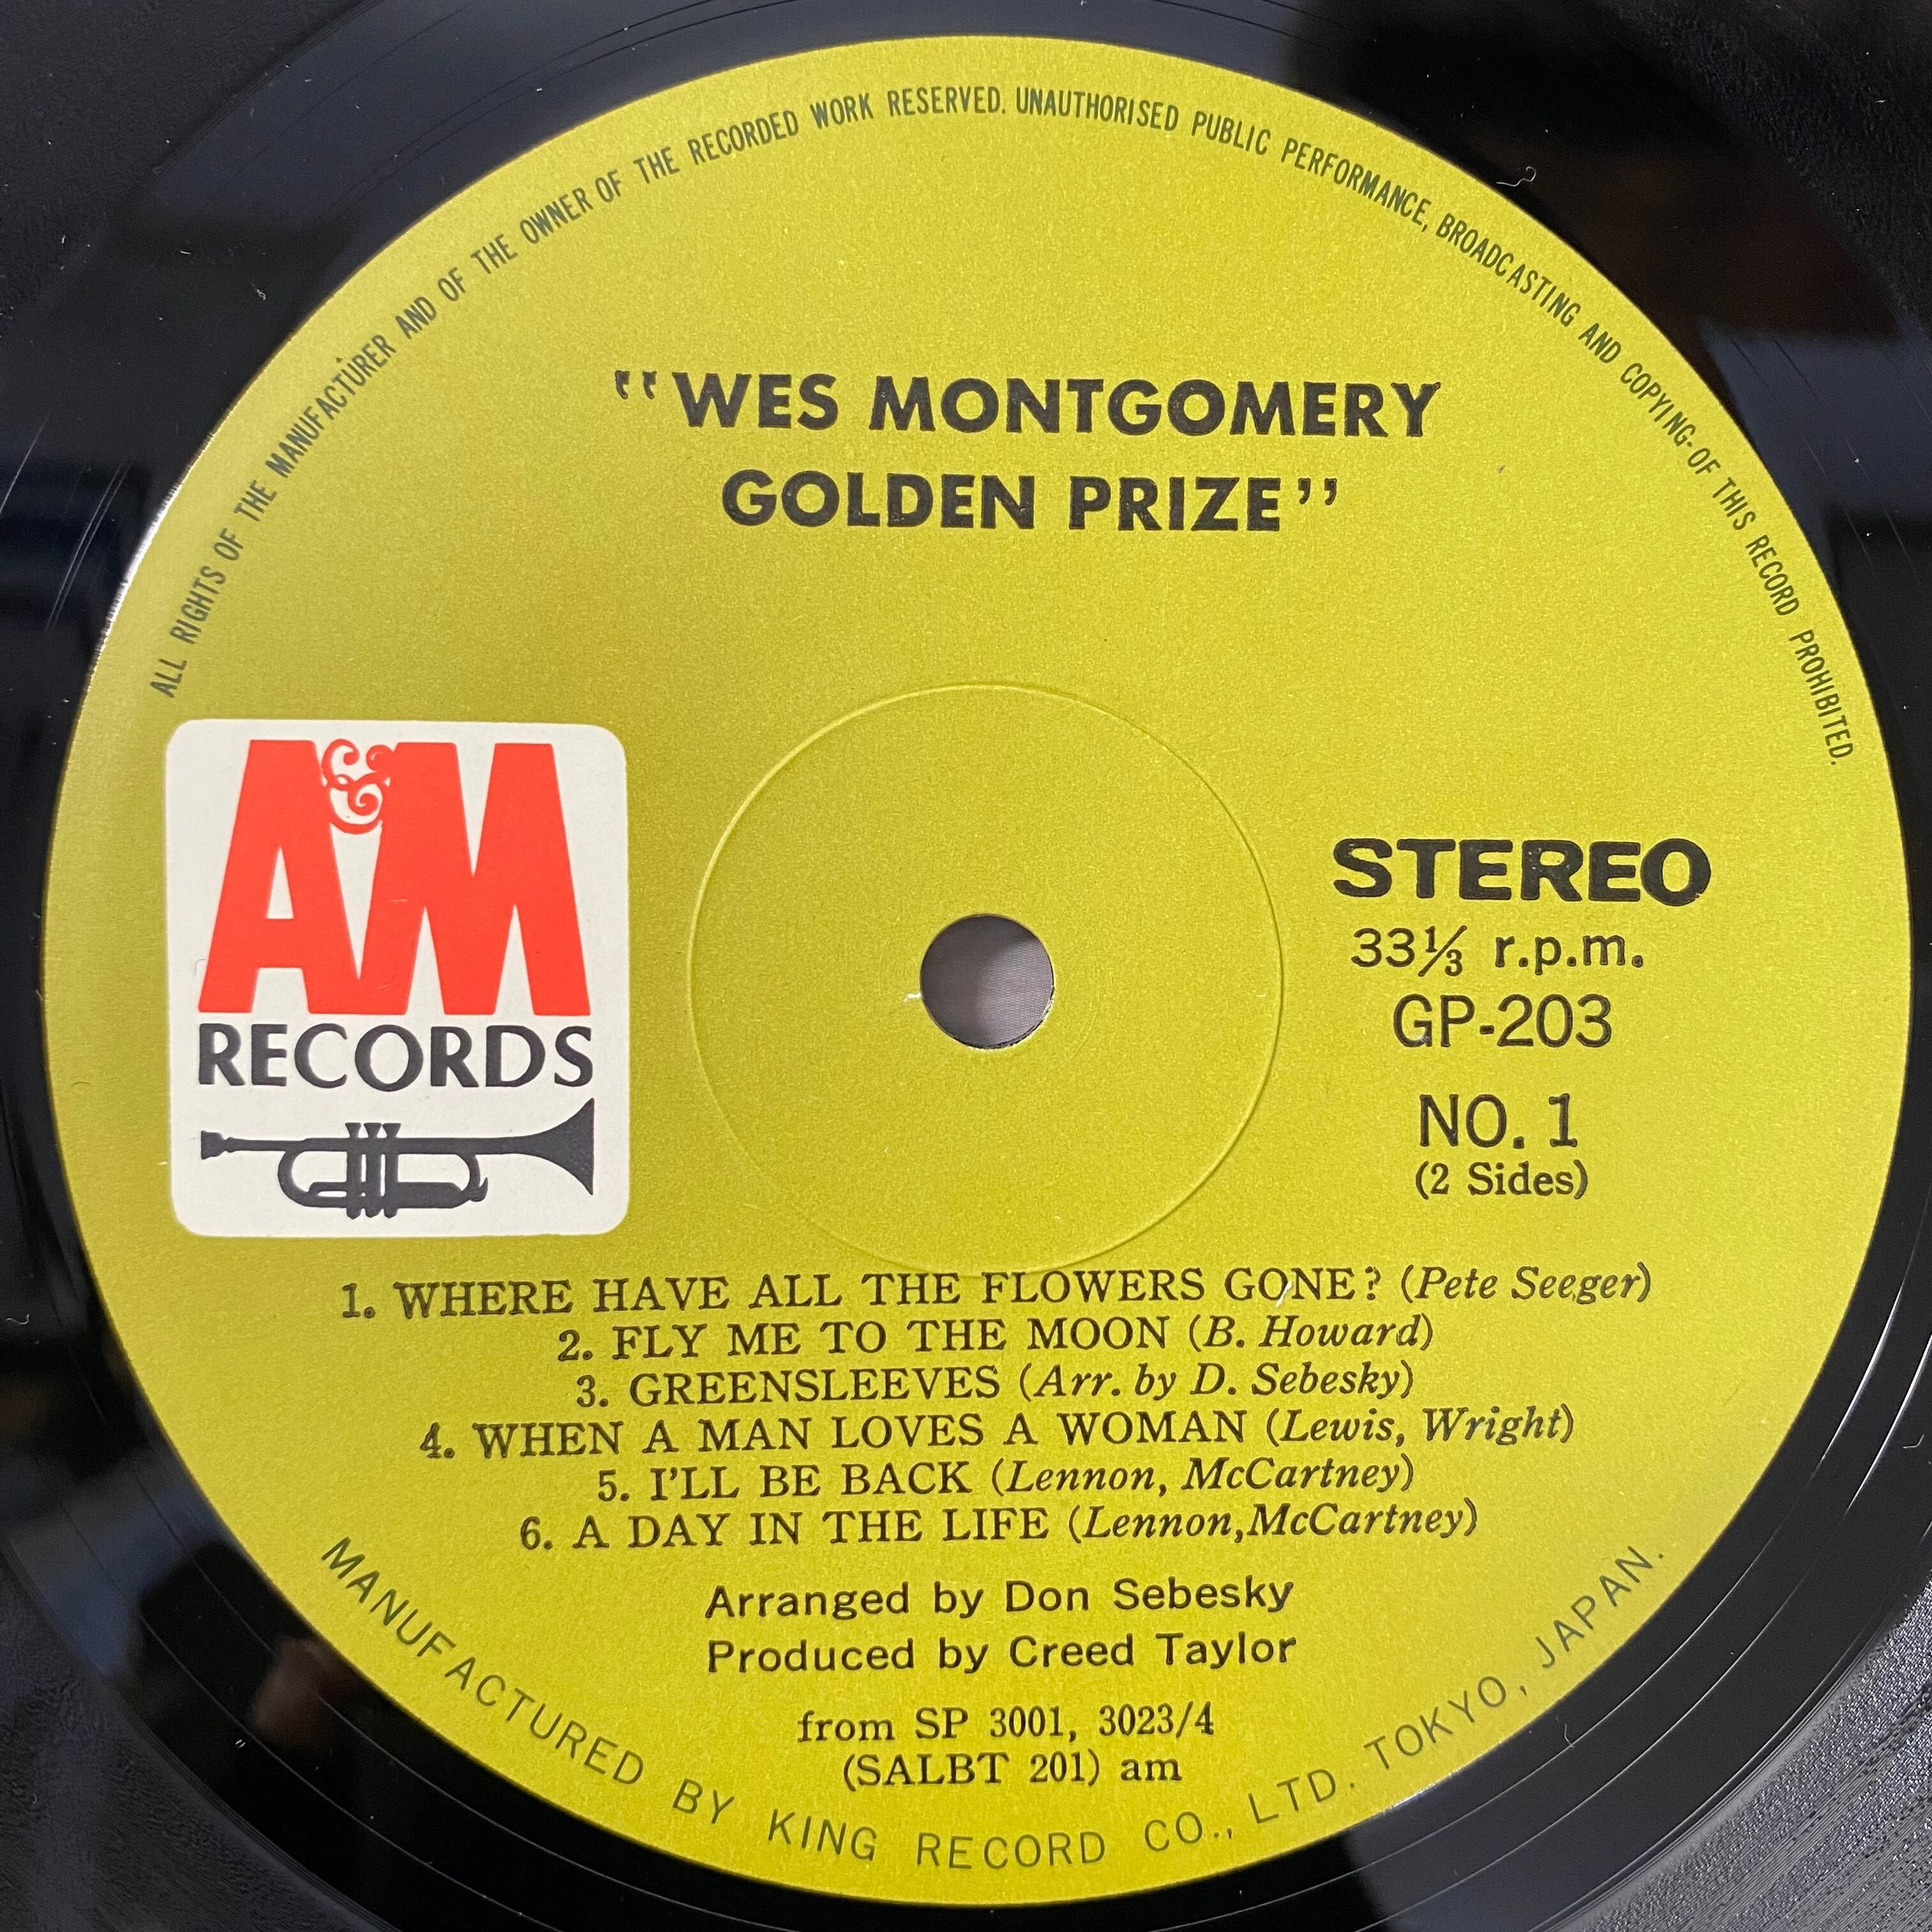 ALL RIGHTS OF THE MANUFACTURER AND OF THE OWNER OF THE RECORDED WORK RESERVED. UNAUTHORISED PUBLIC PERFORMANCE, BROADCASTING AND COPYING-OF THIS RECORD PROHIBITED.
"WES MONTGOMERY
GOLDEN PRIZE"
A&M
RECORDS
STEREO
33⅓ r.p.m.
GP-203
NO. 1
(2 Sides)
1. WHERE HAVE ALL THE FLOWERS GONE? (Pete Seeger)
2. FLY ME TO THE MOON (B. Howard)
3. GREENSLEEVES (Arr. by D. Sebesky)
4. WHEN A MAN LOVES A WOMAN (Lewis, Wright)
5. I'LL BE BACK (Lennon, McCartney)
6. A DAY IN THE LIFE (Lennon,McCartney)
Arranged by Don Sebesky
Produced by Creed Taylor
from SP 3001, 3023/4
(SALBT 201) am
MANUFACTURED BY KING RECORD CO., LTD. TOKYO, JAPAN.